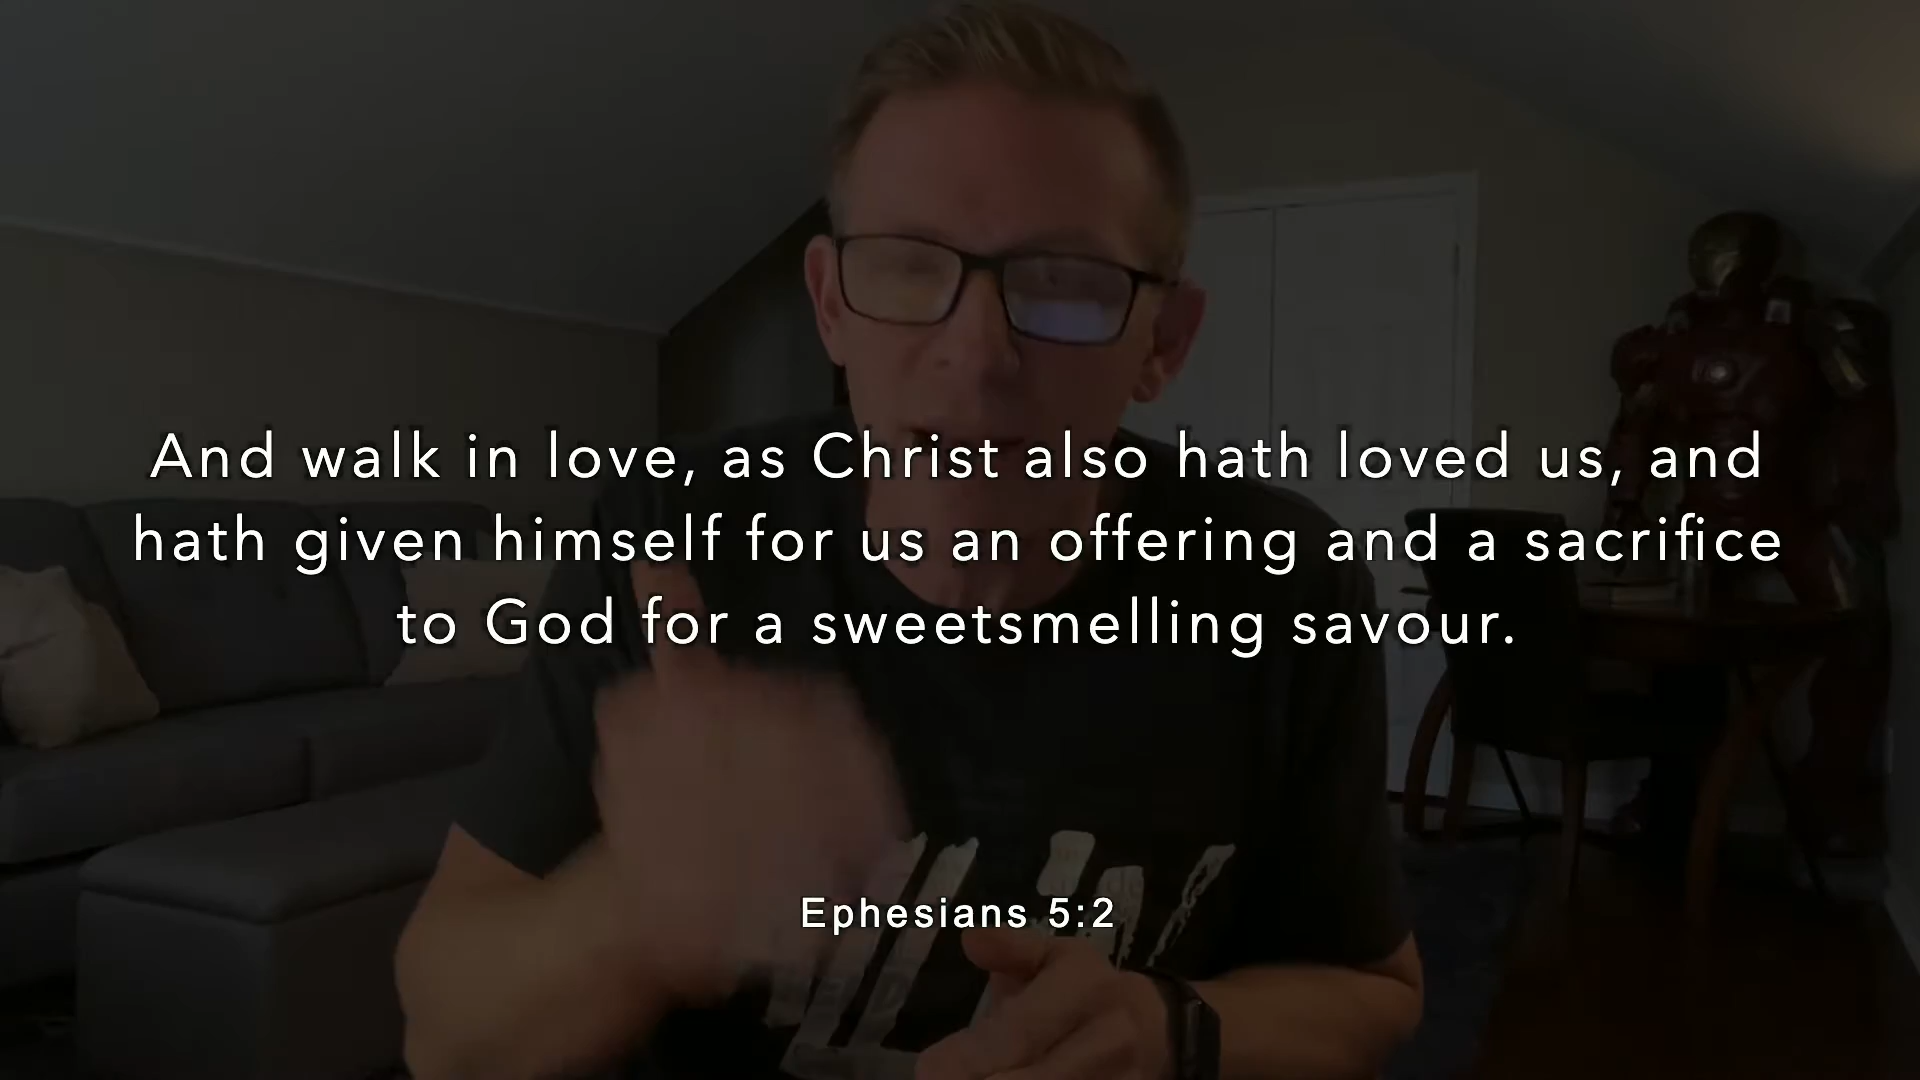 And walk in love, as Christ also hath loved us, and
hath given himself for us an offering and a sacrifice
to God for a sweetsmelling savour.
Ephesians 5:2